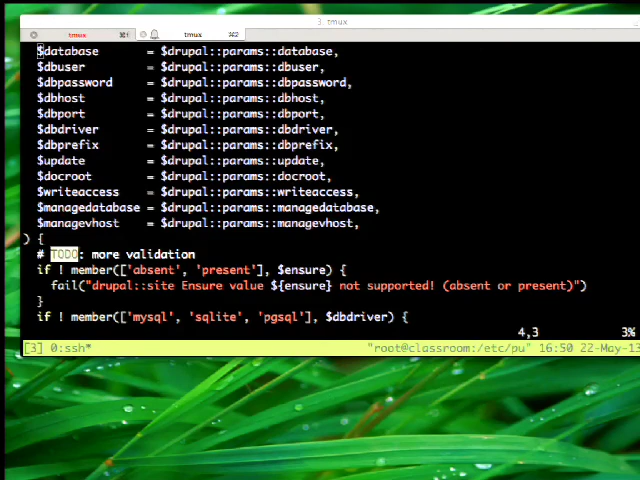 3. tmux
tmux ⌘1 tmux ⌘2
$database = $drupal::params::database,
$dbuser = $drupal::params::dbuser,
$dbpassword = $drupal::params::dbpassword,
$dbhost = $drupal::params::dbhost,
$dbport = $drupal::params::dbport,
$dbdriver = $drupal::params::dbdriver,
$dbprefix = $drupal::params::dbprefix,
$update = $drupal::params::update,
$docroot = $drupal::params::docroot,
$writeaccess = $drupal::params::writeaccess,
$managedatabase = $drupal::params::managedatabase,
$managevhost = $drupal::params::managevhost,
) {
# TODO: more validation
if ! member(['absent', 'present'], $ensure) {
fail("drupal::site Ensure value ${ensure} not supported! (absent or present)")
}
if ! member(['mysql', 'sqlite', 'pgsql'], $dbdriver) {
4,3 3%
[3] 0:ssh* "root@classroom:/etc/pu" 16:50 22-May-13